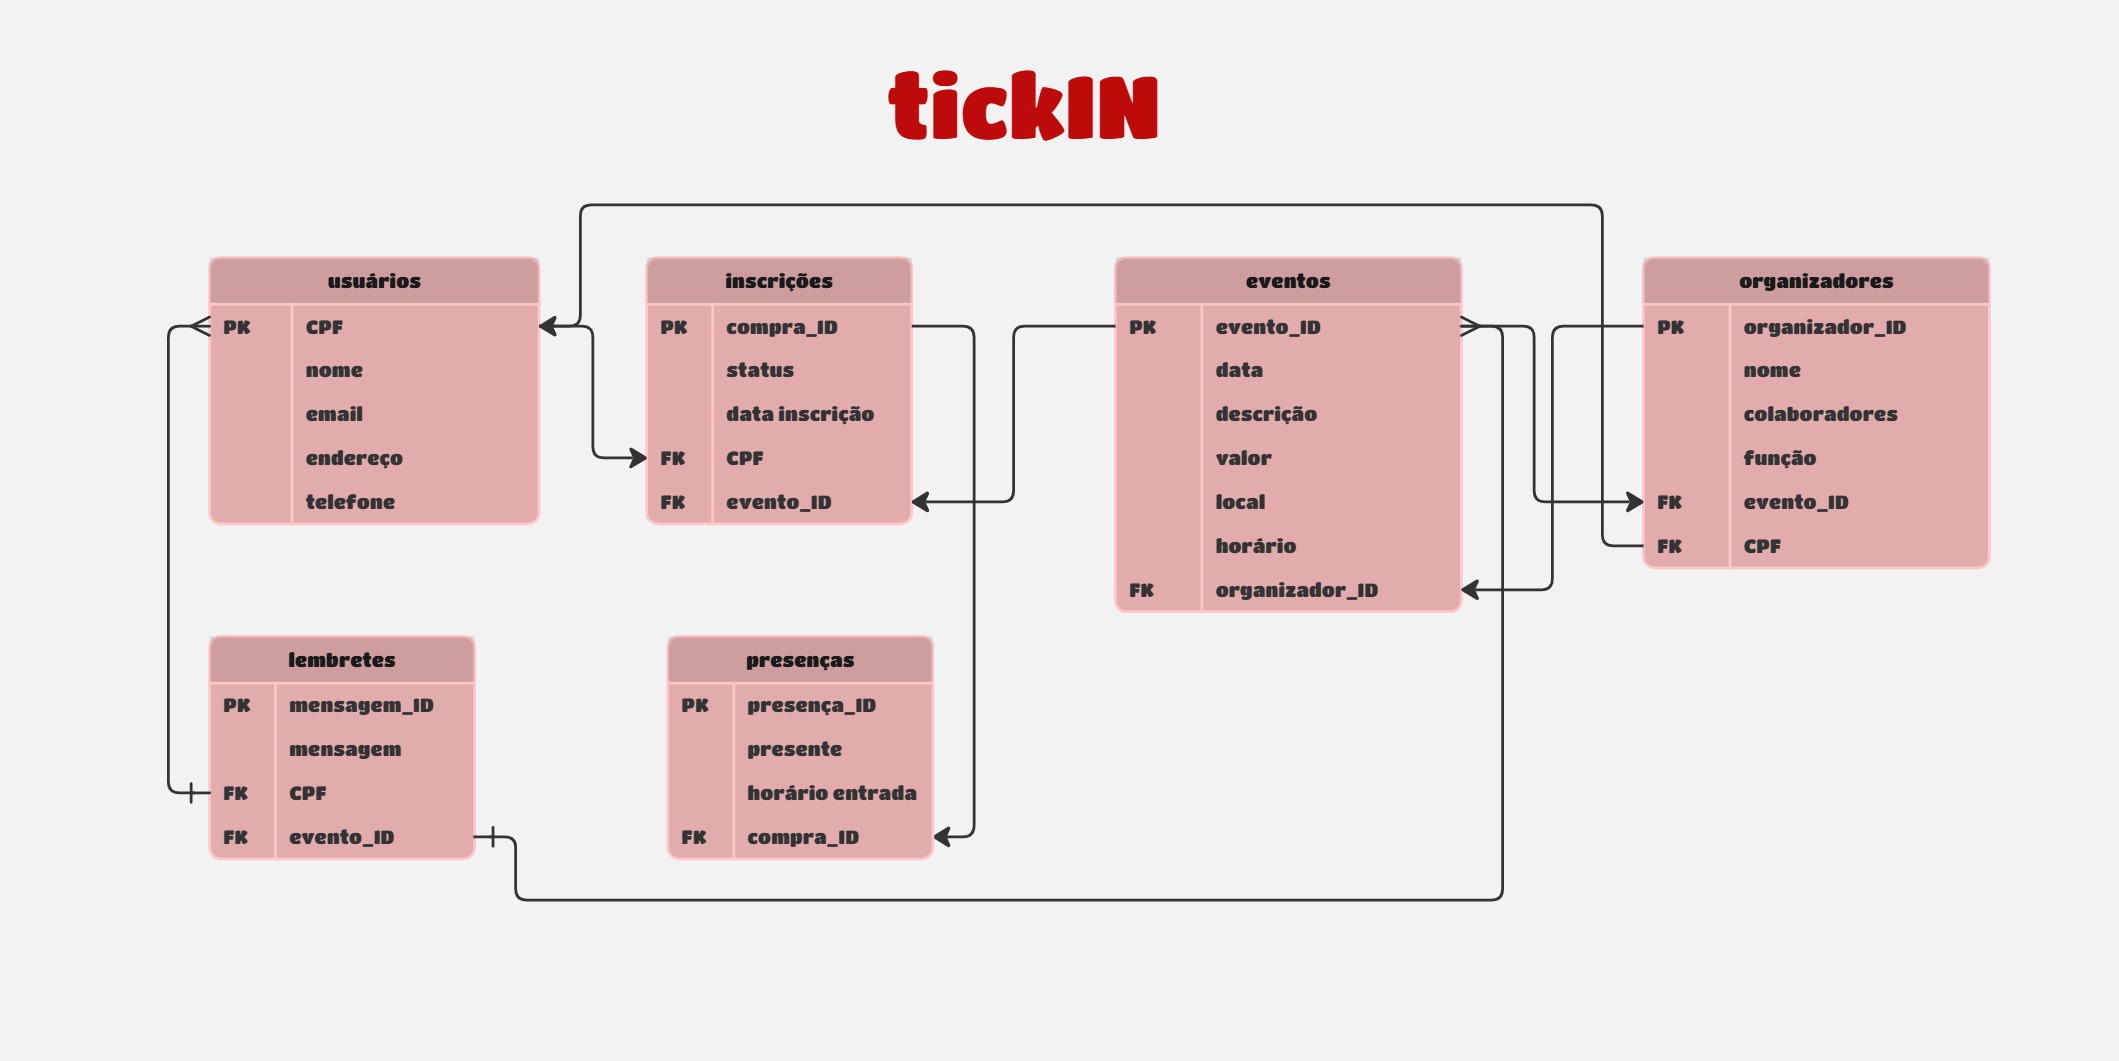 tickIN
usuários
PK CPF
nome
email
endereço
telefone
inscrições
PK compra_ID
status
data inscrição
FK CPF
FK evento_ID
eventos
PK evento_ID
data
descrição
valor
local
horário
FK organizador_ID
organizadores
PK organizador_ID
nome
colaboradores
função
FK evento_ID
FK CPF
lembretes
PK mensagem_ID
mensagem
FK CPF
FK evento_ID
presenças
PK presença_ID
presente
horário entrada
FK compra_ID